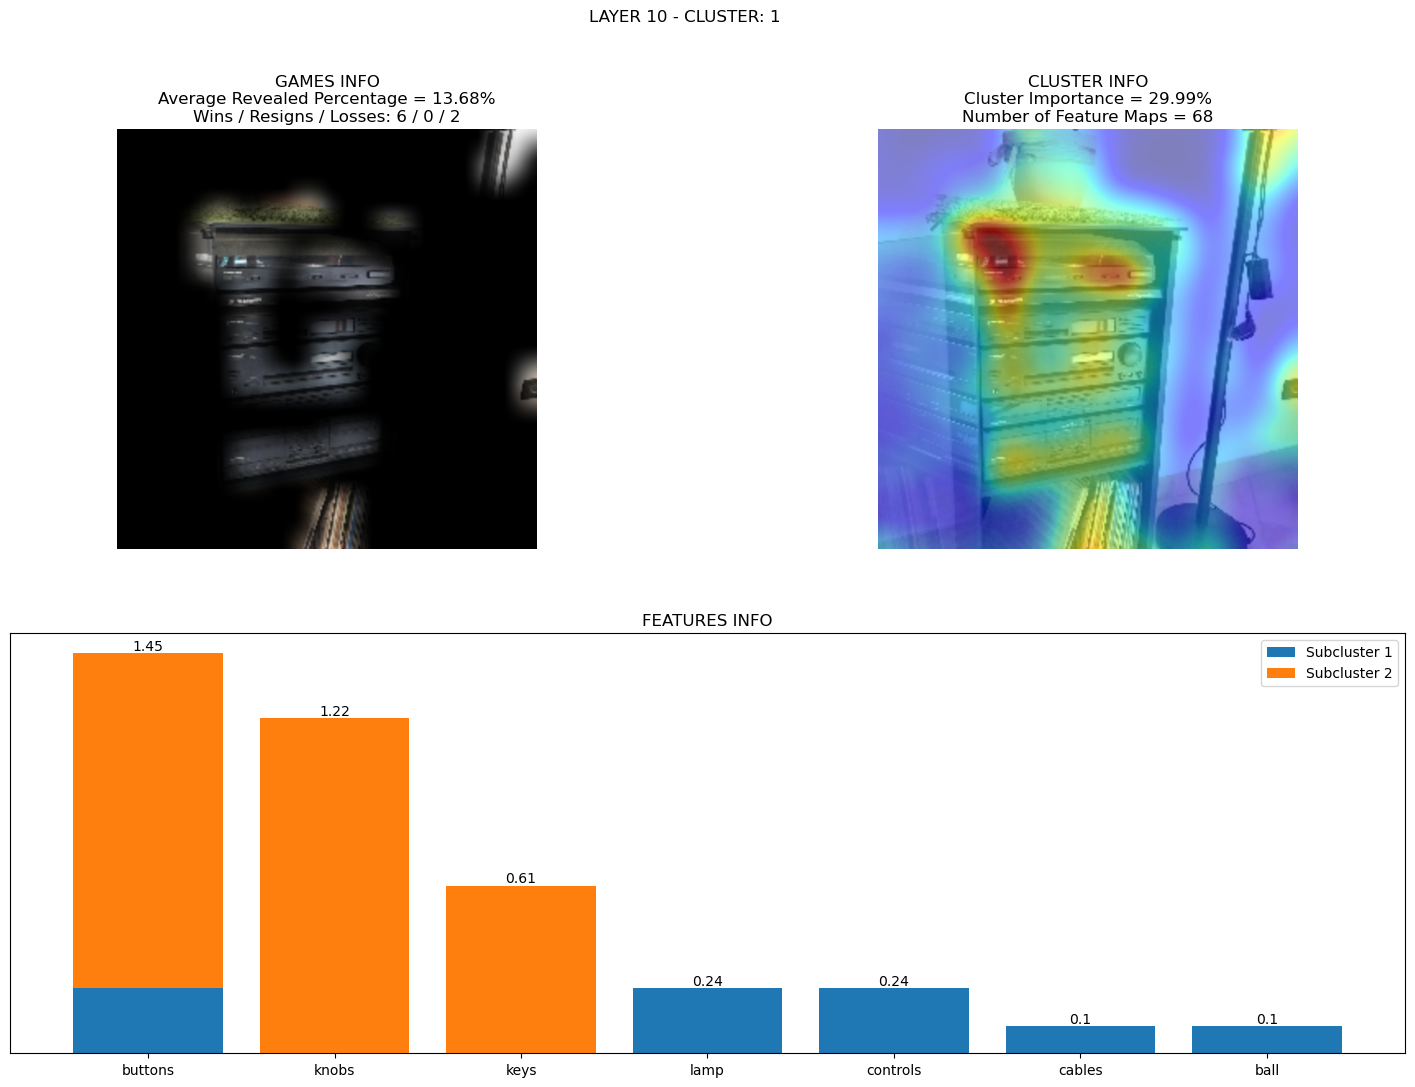 LAYER 10 - CLUSTER: 1
GAMES INFO
Average Revealed Percentage = 13.68%
Wins / Resigns / Losses: 6 / 0 / 2
CLUSTER INFO
Cluster Importance = 29.99%
Number of Feature Maps = 68
FEATURES INFO
Subcluster 1
Subcluster 2
1.45
1.22
0.61
0.24
0.24
0.1
0.1
buttons
knobs
keys
lamp
controls
cables
ball